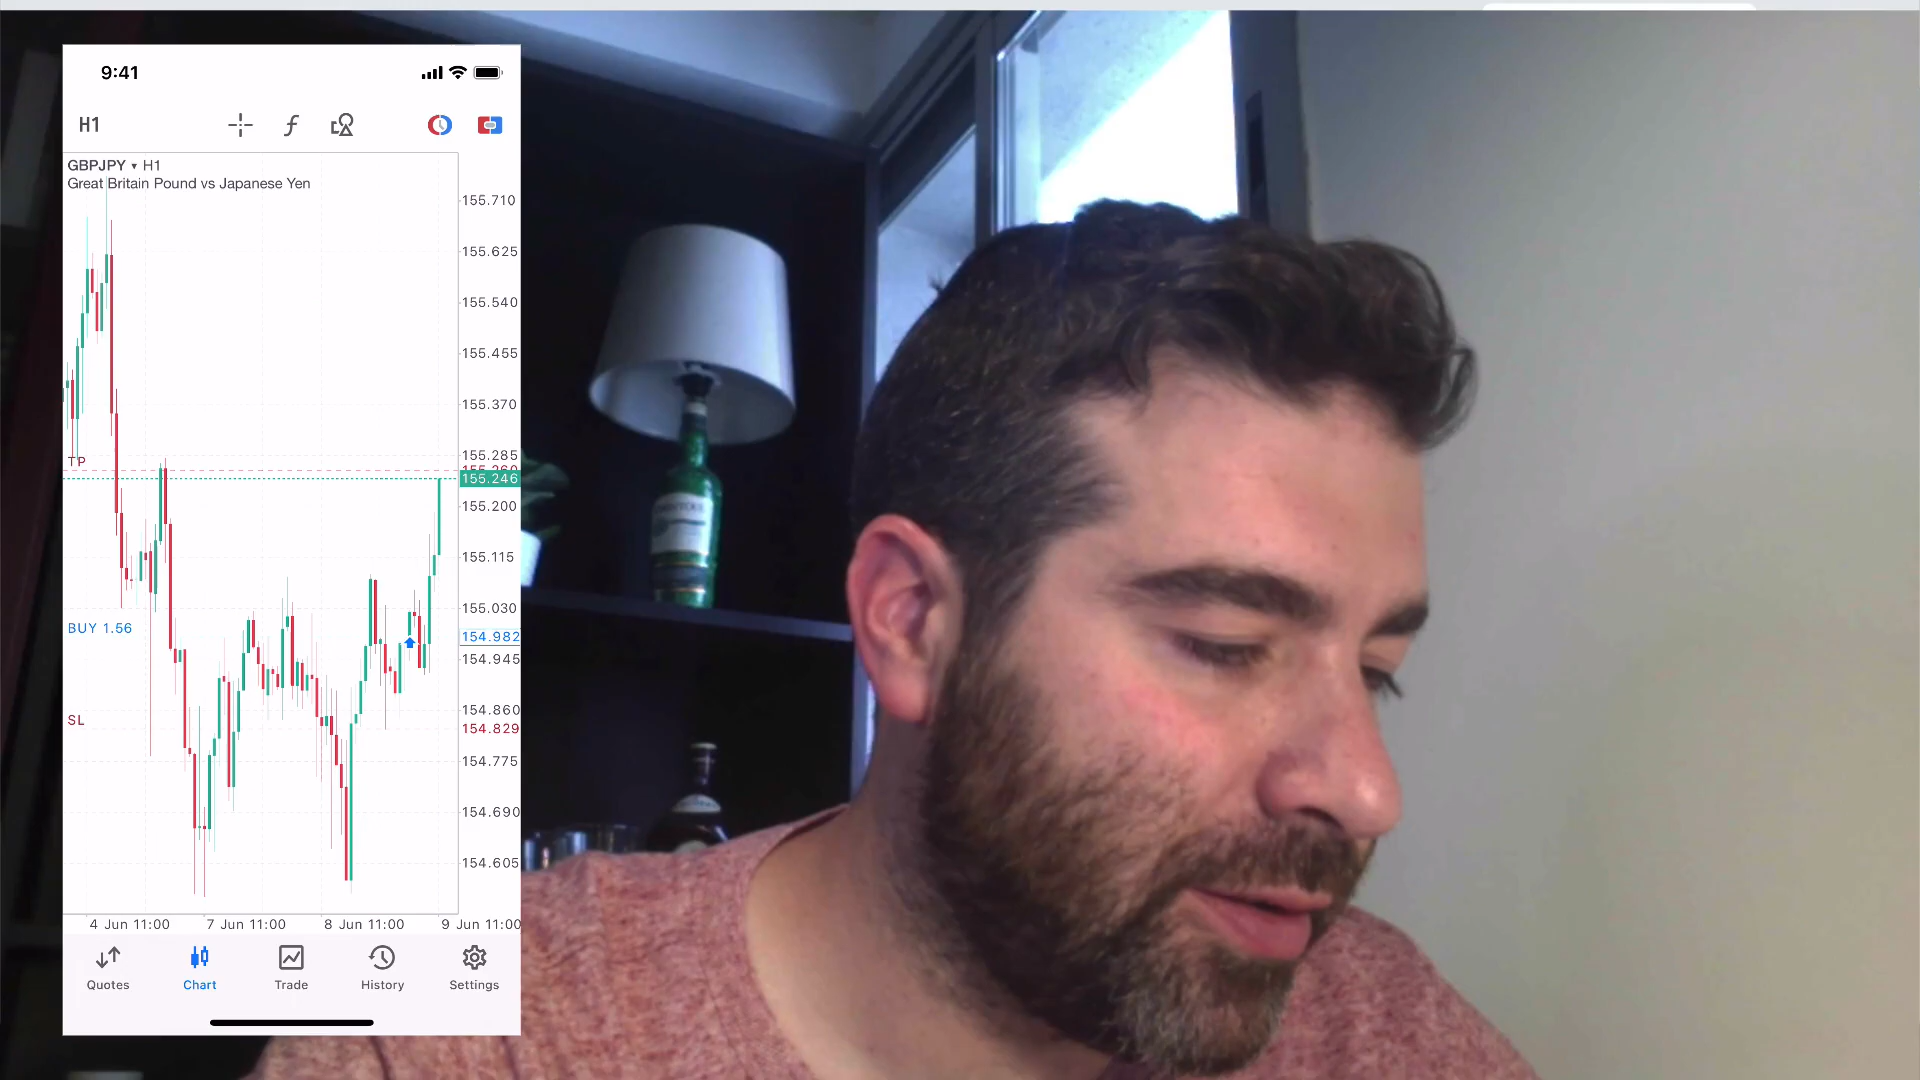 9:41
H1
GBPJPY ▾ H1
Great Britain Pound vs Japanese Yen
155.710
155.625
155.540
155.455
155.370
155.285
TP
155.260
155.246
155.200
155.115
155.030
BUY 1.56
154.982
154.945
154.860
SL
154.829
154.775
154.690
154.605
4 Jun 11:00
7 Jun 11:00
8 Jun 11:00
9 Jun 11:00
Quotes
Chart
Trade
History
Settings